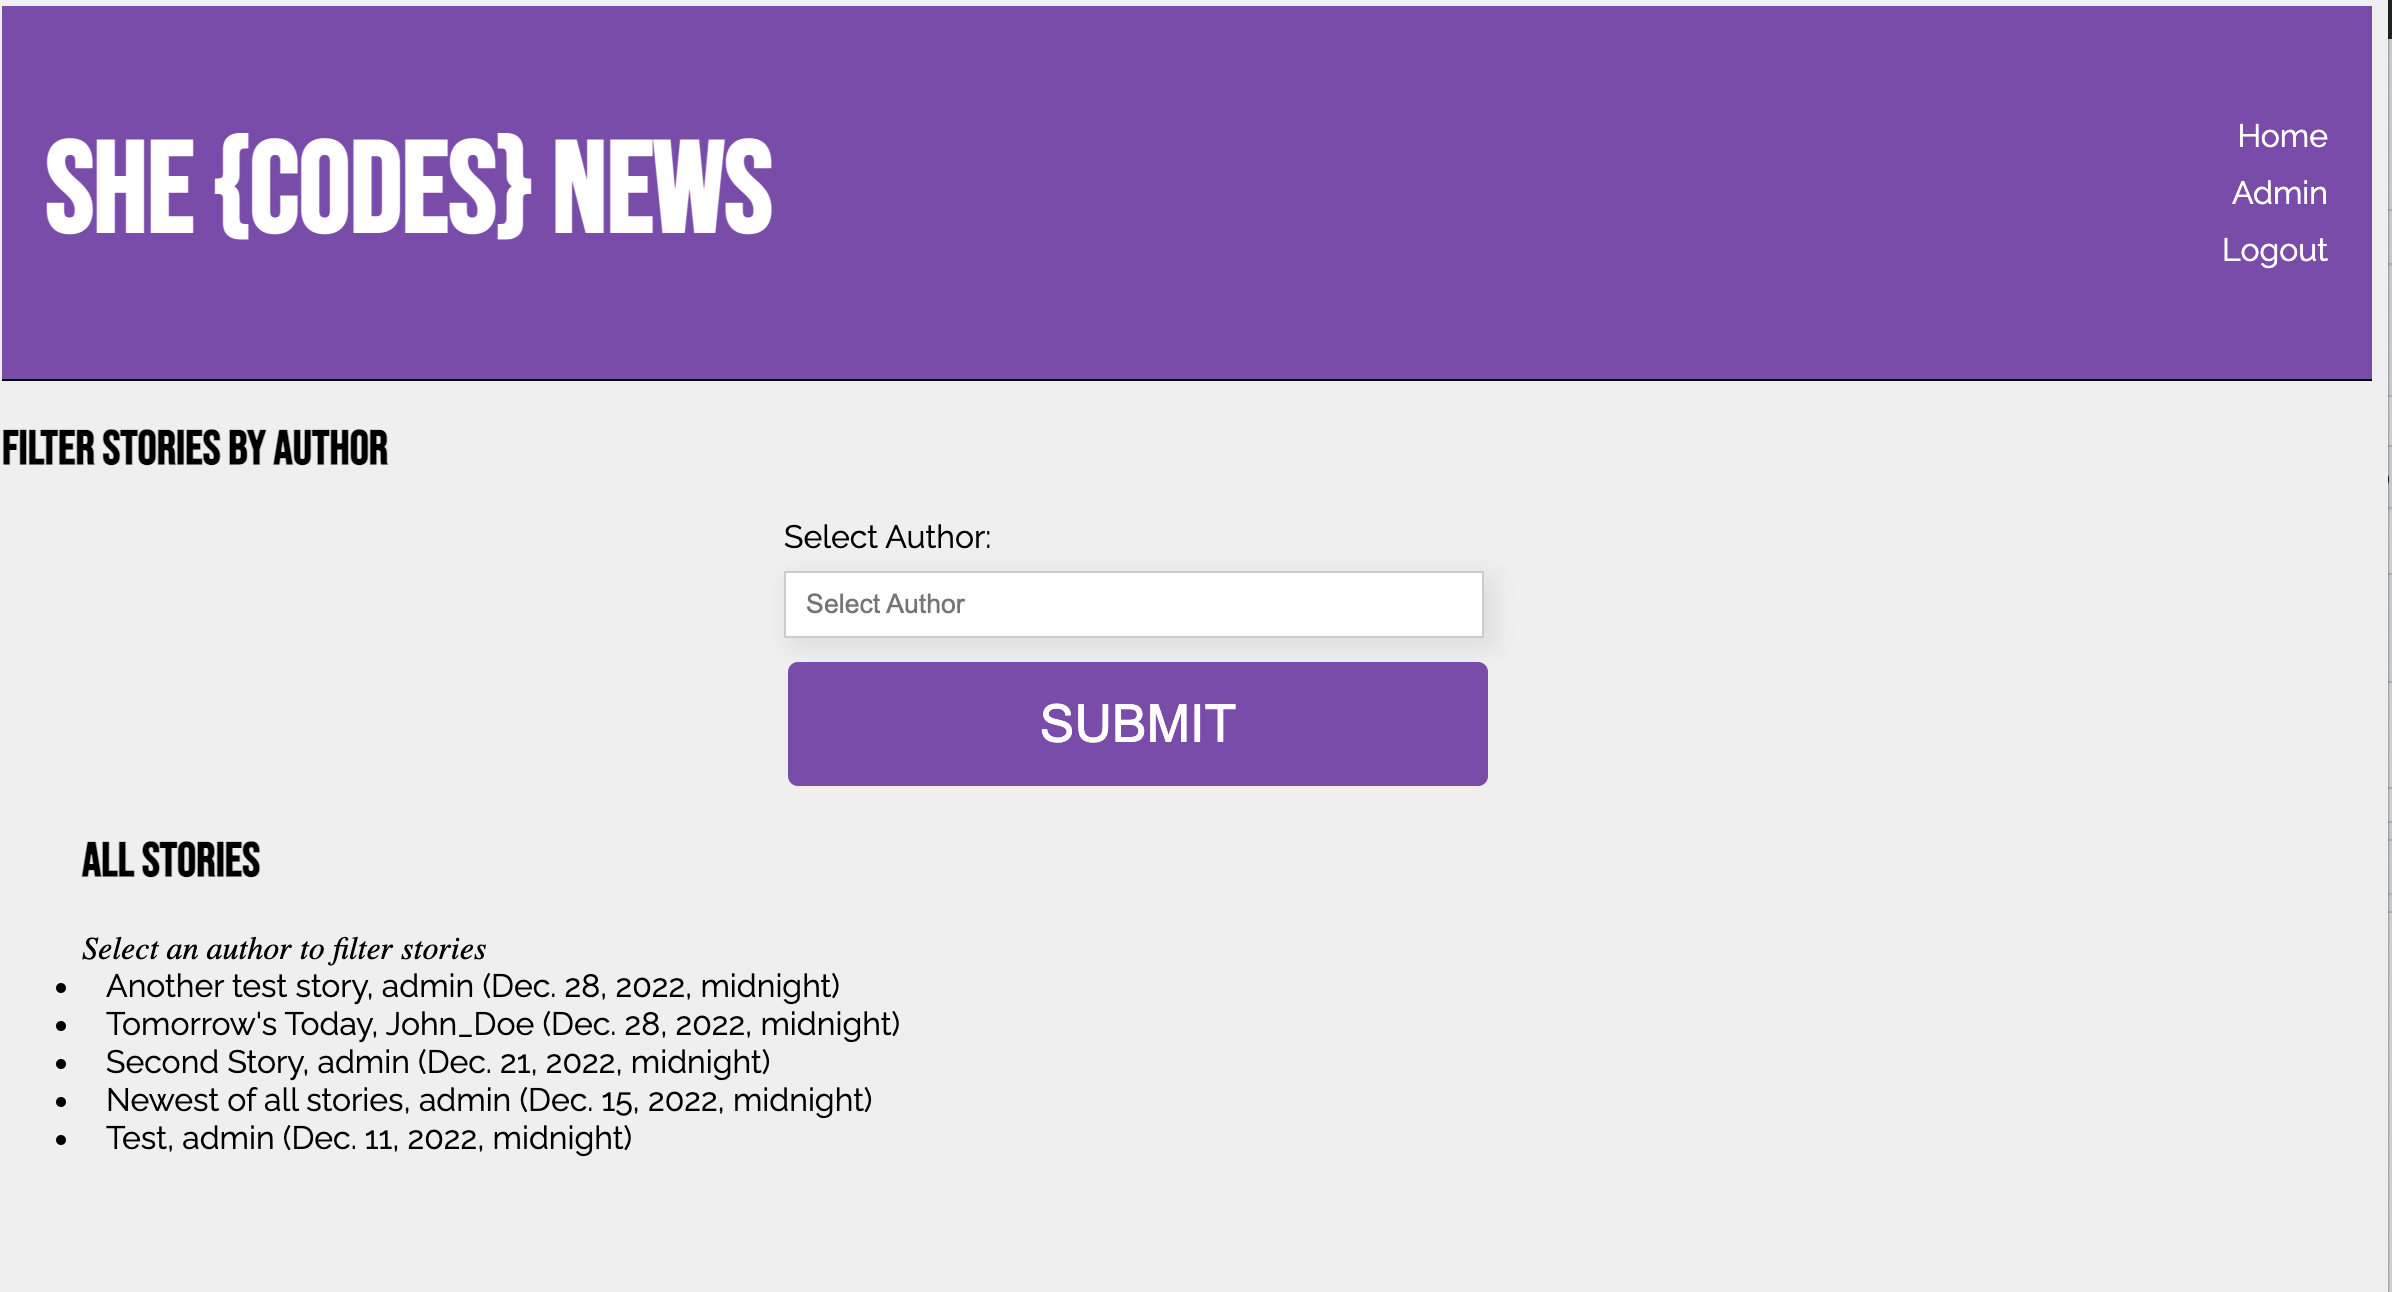 SHE {CODES} NEWS
Home
Admin
Logout
FILTER STORIES BY AUTHOR
Select Author:
Select Author
SUBMIT
ALL STORIES
Select an author to filter stories
Another test story, admin (Dec. 28, 2022, midnight)
Tomorrow's Today, John_Doe (Dec. 28, 2022, midnight)
Second Story, admin (Dec. 21, 2022, midnight)
Newest of all stories, admin (Dec. 15, 2022, midnight)
Test, admin (Dec. 11, 2022, midnight)